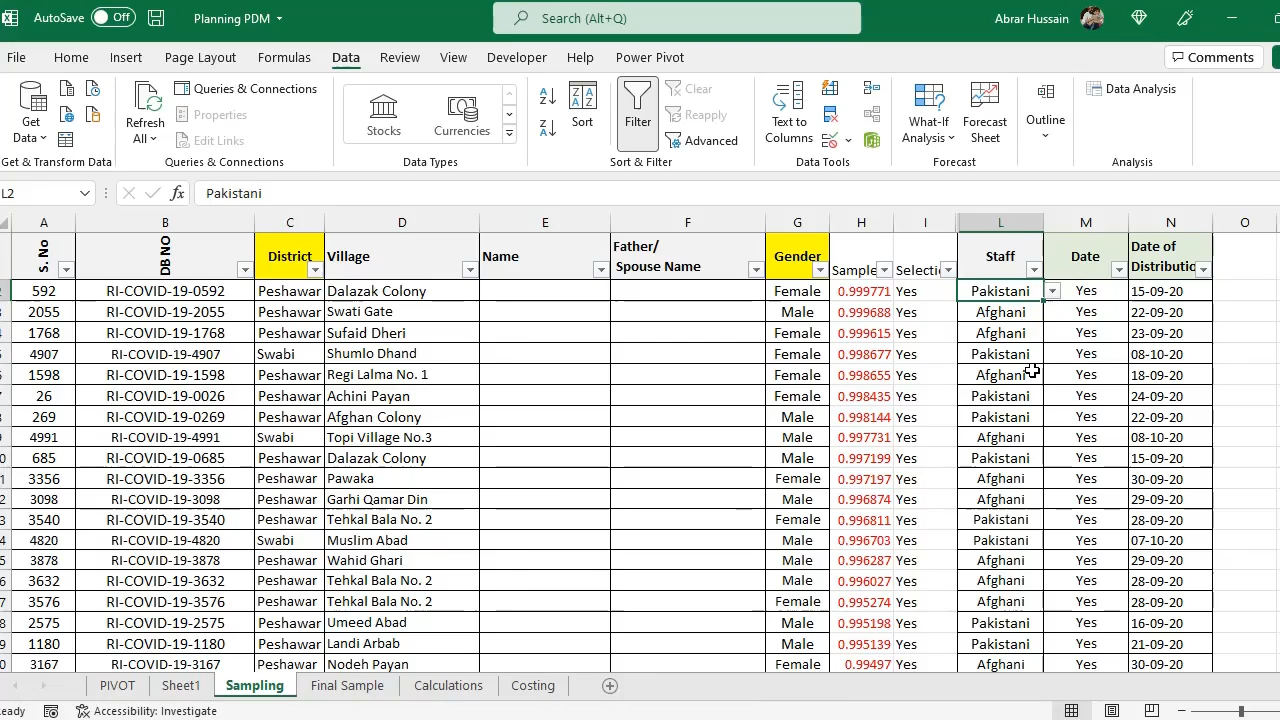 AutoSave Off Planning PDM Search (Alt+Q) Abrar Hussain
File Home Insert Page Layout Formulas Data Review View Developer Help Power Pivot Comments
Get Data Refresh All Queries & Connections Properties Edit Links Stocks Currencies Sort Filter Clear Reapply Advanced Text to Columns What-If Analysis Forecast Sheet Outline Data Analysis
Get & Transform Data Queries & Connections Data Types Sort & Filter Data Tools Forecast Analysis
L2 fx Pakistani
A B C D E F G H I L M N O
S. No DB NO District Village Name Father/ Spouse Name Gender Sample Selectio Staff Date Date of Distributio
592 RI-COVID-19-0592 Peshawar Dalazak Colony Female 0.999771 Yes Pakistani Yes 15-09-20
2055 RI-COVID-19-2055 Peshawar Swati Gate Male 0.999688 Yes Afghani Yes 22-09-20
1768 RI-COVID-19-1768 Peshawar Sufaid Dheri Female 0.999615 Yes Afghani Yes 23-09-20
4907 RI-COVID-19-4907 Swabi Shumlo Dhand Female 0.998677 Yes Pakistani Yes 08-10-20
1598 RI-COVID-19-1598 Peshawar Regi Lalma No. 1 Female 0.998655 Yes Afghani Yes 18-09-20
26 RI-COVID-19-0026 Peshawar Achini Payan Female 0.998435 Yes Pakistani Yes 24-09-20
269 RI-COVID-19-0269 Peshawar Afghan Colony Male 0.998144 Yes Pakistani Yes 22-09-20
4991 RI-COVID-19-4991 Swabi Topi Village No.3 Male 0.997731 Yes Afghani Yes 08-10-20
685 RI-COVID-19-0685 Peshawar Dalazak Colony Male 0.997199 Yes Pakistani Yes 15-09-20
3356 RI-COVID-19-3356 Peshawar Pawaka Female 0.997197 Yes Afghani Yes 30-09-20
3098 RI-COVID-19-3098 Peshawar Garhi Qamar Din Male 0.996874 Yes Afghani Yes 29-09-20
3540 RI-COVID-19-3540 Peshawar Tehkal Bala No. 2 Female 0.996811 Yes Pakistani Yes 28-09-20
4820 RI-COVID-19-4820 Swabi Muslim Abad Male 0.996703 Yes Pakistani Yes 07-10-20
3878 RI-COVID-19-3878 Peshawar Wahid Ghari Male 0.996287 Yes Afghani Yes 29-09-20
3632 RI-COVID-19-3632 Peshawar Tehkal Bala No. 2 Male 0.996027 Yes Afghani Yes 28-09-20
3576 RI-COVID-19-3576 Peshawar Tehkal Bala No. 2 Female 0.995274 Yes Afghani Yes 28-09-20
2575 RI-COVID-19-2575 Peshawar Umeed Abad Male 0.995198 Yes Pakistani Yes 16-09-20
1180 RI-COVID-19-1180 Peshawar Landi Arbab Male 0.995139 Yes Pakistani Yes 21-09-20
3167 RI-COVID-19-3167 Peshawar Nodeh Payan Female 0.99497 Yes Afghani Yes 30-09-20
PIVOT Sheet1 Sampling Final Sample Calculations Costing
eady Accessibility: Investigate